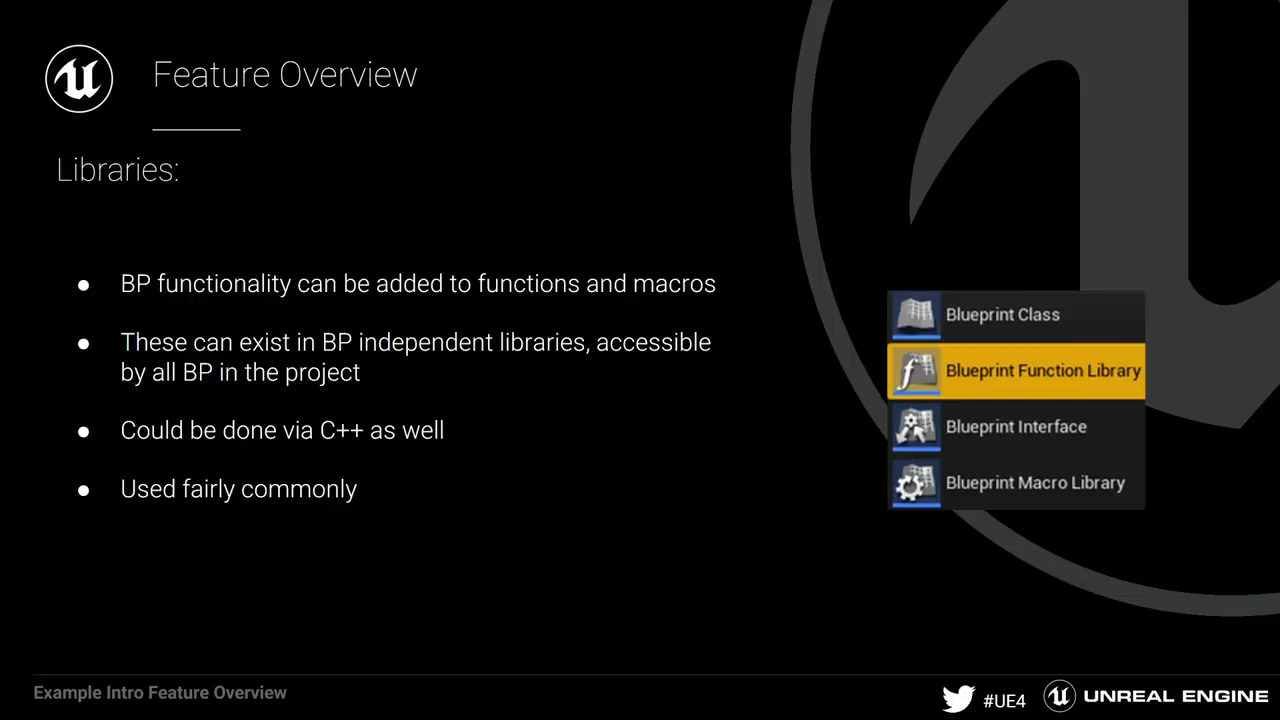 Feature Overview
Libraries:
● BP functionality can be added to functions and macros
● These can exist in BP independent libraries, accessible
by all BP in the project
● Could be done via C++ as well
● Used fairly commonly
Blueprint Class
Blueprint Function Library
Blueprint Interface
Blueprint Macro Library
Example Intro Feature Overview
#UE4
UNREAL ENGINE